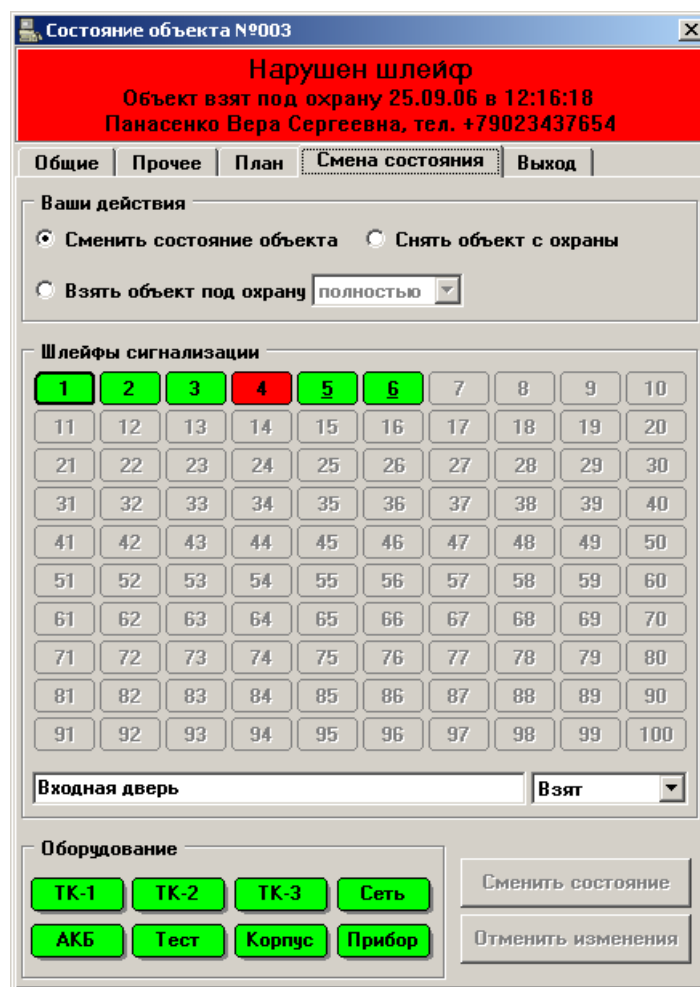 Состояние объекта №003
Нарушен шлейф
Объект взят под охрану 25.09.06 в 12:16:18
Панасенко Вера Сергеевна, тел. +79023437654
Общие Прочее План Смена состояния Выход
Ваши действия
Сменить состояние объекта Снять объект с охраны
Взять объект под охрану полностью
Шлейфы сигнализации
1 2 3 4 5 6 7 8 9 10
11 12 13 14 15 16 17 18 19 20
21 22 23 24 25 26 27 28 29 30
31 32 33 34 35 36 37 38 39 40
41 42 43 44 45 46 47 48 49 50
51 52 53 54 55 56 57 58 59 60
61 62 63 64 65 66 67 68 69 70
71 72 73 74 75 76 77 78 79 80
81 82 83 84 85 86 87 88 89 90
91 92 93 94 95 96 97 98 99 100
Входная дверь Взят
Оборудование
ТК-1 ТК-2 ТК-3 Сеть
АКБ Тест Корпус Прибор
Сменить состояние
Отменить изменения